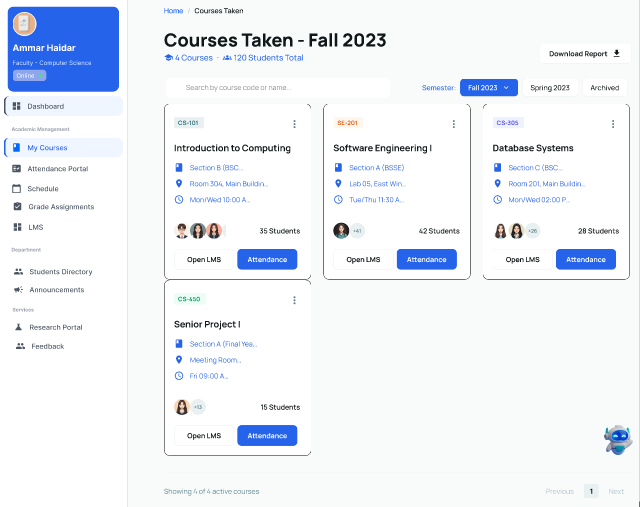 Ammar Haidar
Faculty - Computer Science
Online
Dashboard
Academic Management
My Courses
Attendance Portal
Schedule
Grade Assignments
LMS
Department
Students Directory
Announcements
Services
Research Portal
Feedback
Home / Courses Taken
Courses Taken - Fall 2023
4 Courses · 120 Students Total
Download Report
Search by course code or name..
Semester: Fall 2023 Spring 2023 Archived
CS-101
Introduction to Computing
Section B (BSC...
Room 304, Main Buildin...
Mon/Wed 10:00 A...
35 Students
Open LMS Attendance
SE-201
Software Engineering I
Section A (BSSE)
Lab 05, East Win...
Tue/Thu 11:30 A...
+41 42 Students
Open LMS Attendance
CS-305
Database Systems
Section C (BSC...
Room 201, Main Buildin...
Mon/Wed 02:00 P...
+26 28 Students
Open LMS Attendance
CS-450
Senior Project I
Section A (Final Yea...
Meeting Room...
Fri 09:00 A...
+13 15 Students
Open LMS Attendance
Showing 4 of 4 active courses
Previous 1 Next